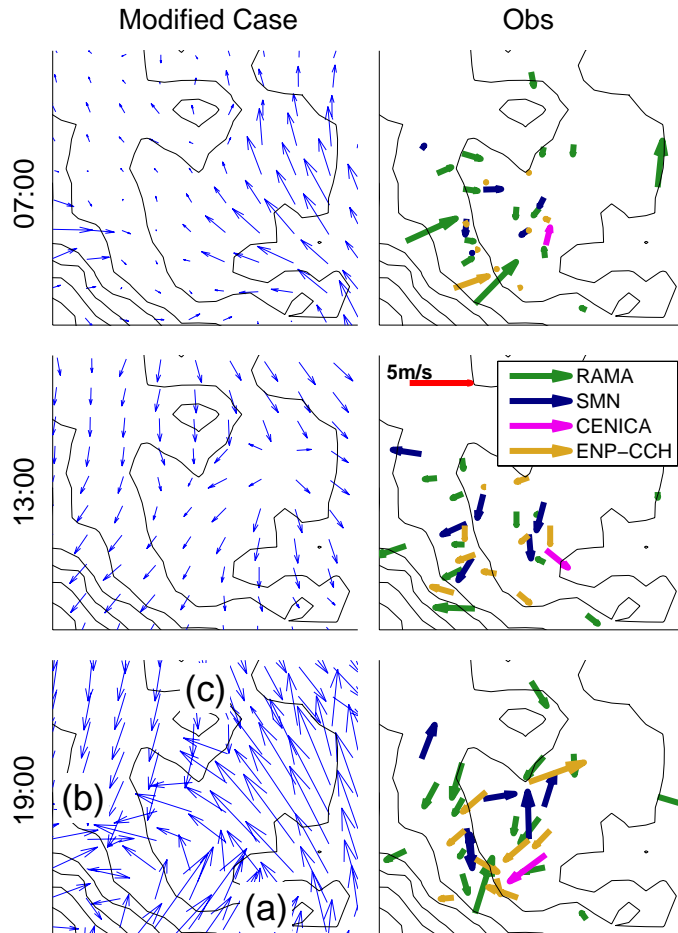 Modified Case
Obs
07:00
13:00
5m/s
RAMA
SMN
CENICA
ENP−CCH
19:00
(c)
(b)
(a)